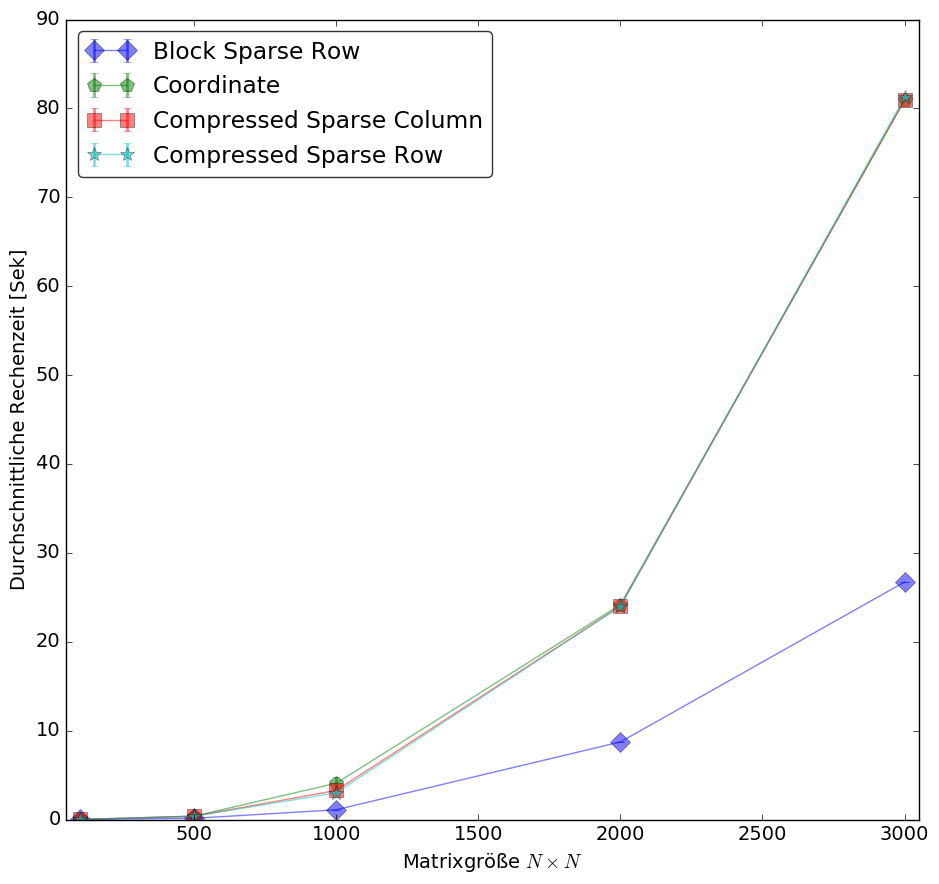 90
80
70
60
50
40
30
20
10
0
Durchschnittliche Rechenzeit [Sek]
Block Sparse Row
Coordinate
Compressed Sparse Column
Compressed Sparse Row
500 1000 1500 2000 2500 3000
Matrixgröße N × N